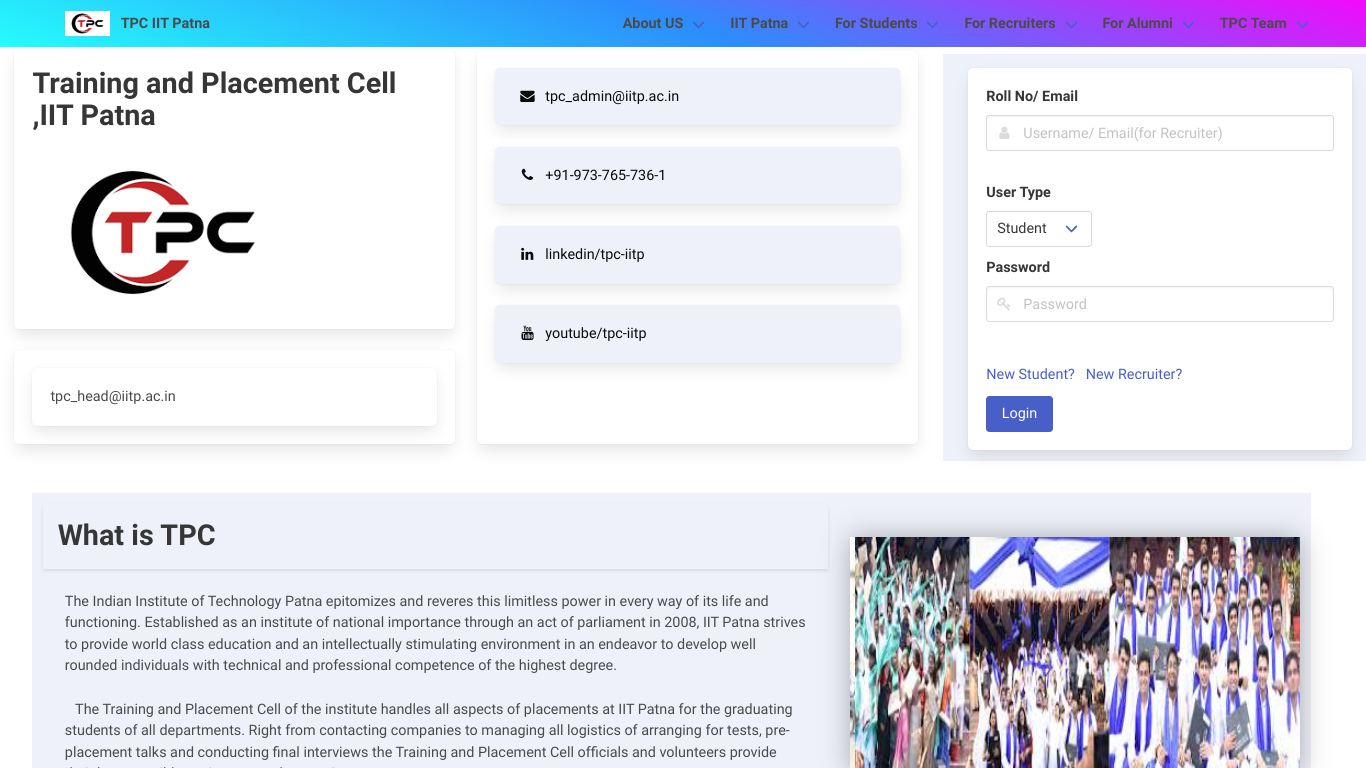 TPC
TPC IIT Patna
About US
IIT Patna
For Students
For Recruiters
For Alumni
TPC Team
Training and Placement Cell
,IIT Patna
TPC
tpc_head@iitp.ac.in
tpc_admin@iitp.ac.in
+91-973-765-736-1
linkedin/tpc-iitp
You
Tube
youtube/tpc-iitp
Roll No/ Email
Username/ Email(for Recruiter)
User Type
Student
Password
Password
New Student? New Recruiter?
Login
What is TPC
The Indian Institute of Technology Patna epitomizes and reveres this limitless power in every way of its life and
functioning. Established as an institute of national importance through an act of parliament in 2008, IIT Patna strives
to provide world class education and an intellectually stimulating environment in an endeavor to develop well
rounded individuals with technical and professional competence of the highest degree.
The Training and Placement Cell of the institute handles all aspects of placements at IIT Patna for the graduating
students of all departments. Right from contacting companies to managing all logistics of arranging for tests, pre-
placement talks and conducting final interviews the Training and Placement Cell officials and volunteers provide